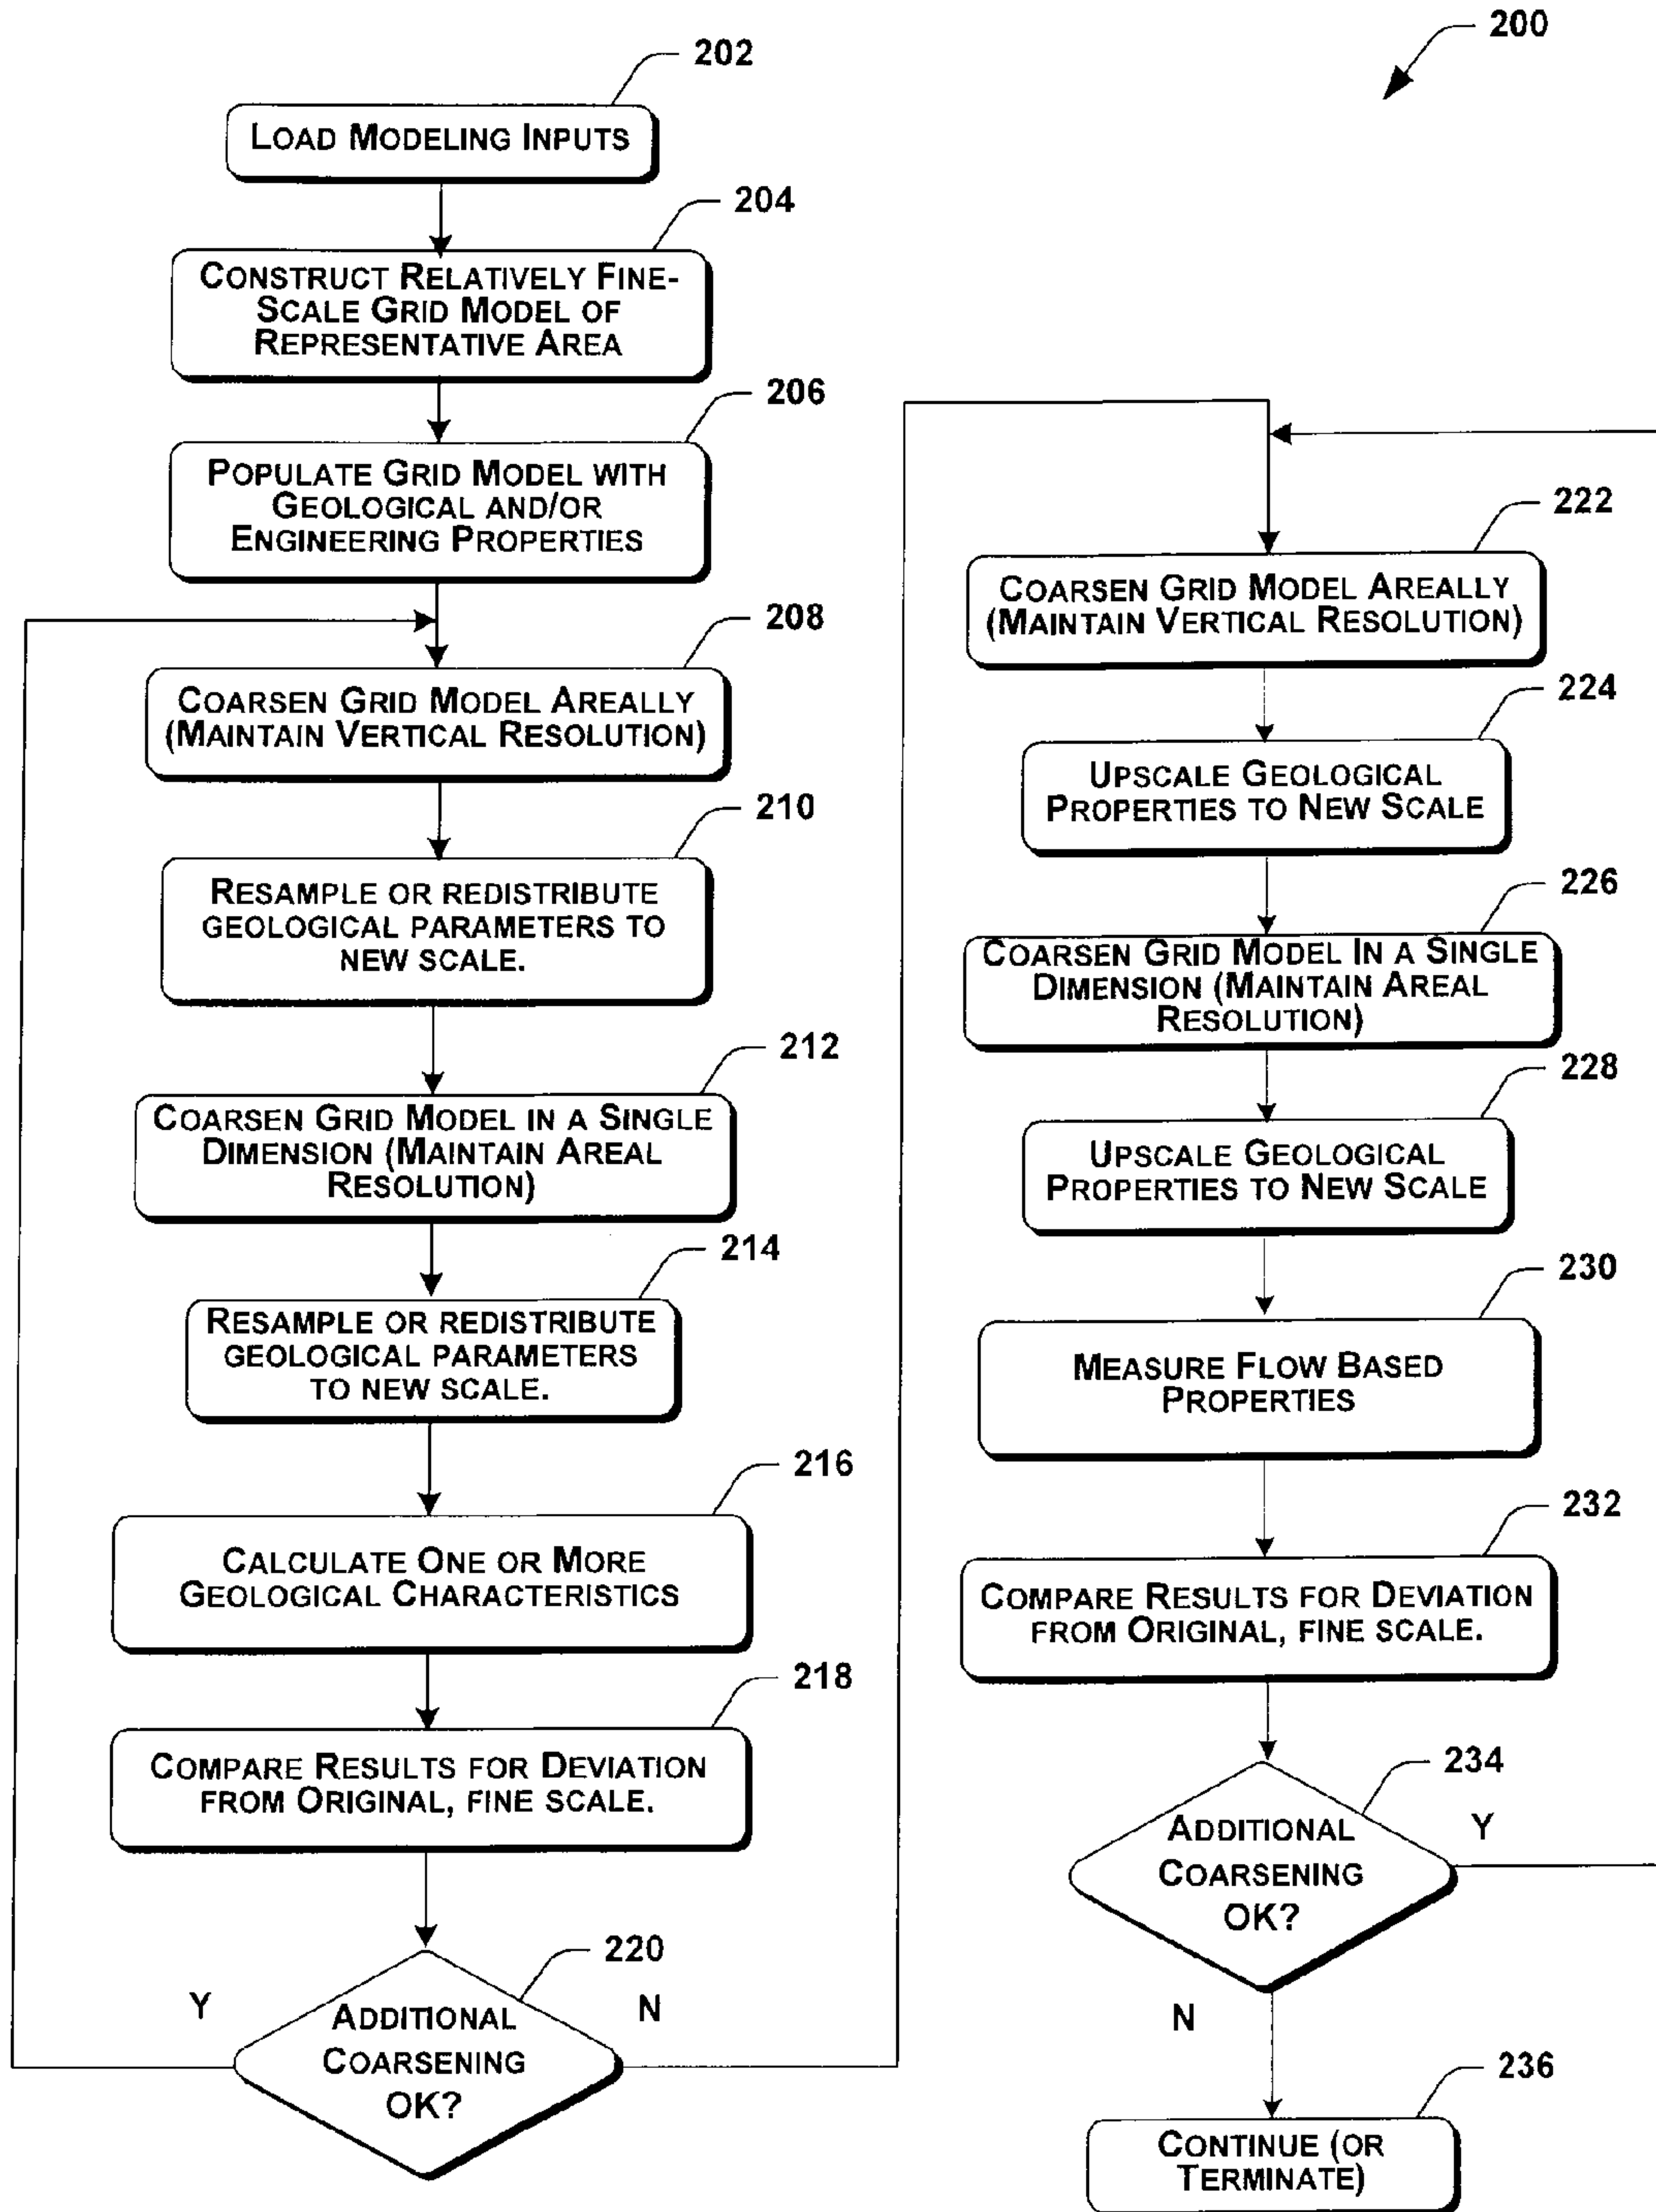 200
202
LOAD MODELING INPUTS
204
CONSTRUCT RELATIVELY FINE-
SCALE GRID MODEL OF
REPRESENTATIVE AREA
206
POPULATE GRID MODEL WITH
GEOLOGICAL AND/OR
ENGINEERING PROPERTIES
208
COARSEN GRID MODEL AREALLY
(MAINTAIN VERTICAL RESOLUTION)
210
RESAMPLE OR REDISTRIBUTE
GEOLOGICAL PARAMETERS TO
NEW SCALE.
212
COARSEN GRID MODEL IN A SINGLE
DIMENSION (MAINTAIN AREAL
RESOLUTION)
214
RESAMPLE OR REDISTRIBUTE
GEOLOGICAL PARAMETERS
TO NEW SCALE.
216
CALCULATE ONE OR MORE
GEOLOGICAL CHARACTERISTICS
218
COMPARE RESULTS FOR DEVIATION
FROM ORIGINAL, FINE SCALE.
220
Y
N
ADDITIONAL
COARSENING
OK?
222
COARSEN GRID MODEL AREALLY
(MAINTAIN VERTICAL RESOLUTION)
224
UPSCALE GEOLOGICAL
PROPERTIES TO NEW SCALE
226
COARSEN GRID MODEL IN A SINGLE
DIMENSION (MAINTAIN AREAL
RESOLUTION)
228
UPSCALE GEOLOGICAL
PROPERTIES TO NEW SCALE
230
MEASURE FLOW BASED
PROPERTIES
232
COMPARE RESULTS FOR DEVIATION
FROM ORIGINAL, FINE SCALE.
234
Y
ADDITIONAL
COARSENING
OK?
N
236
CONTINUE (OR
TERMINATE)